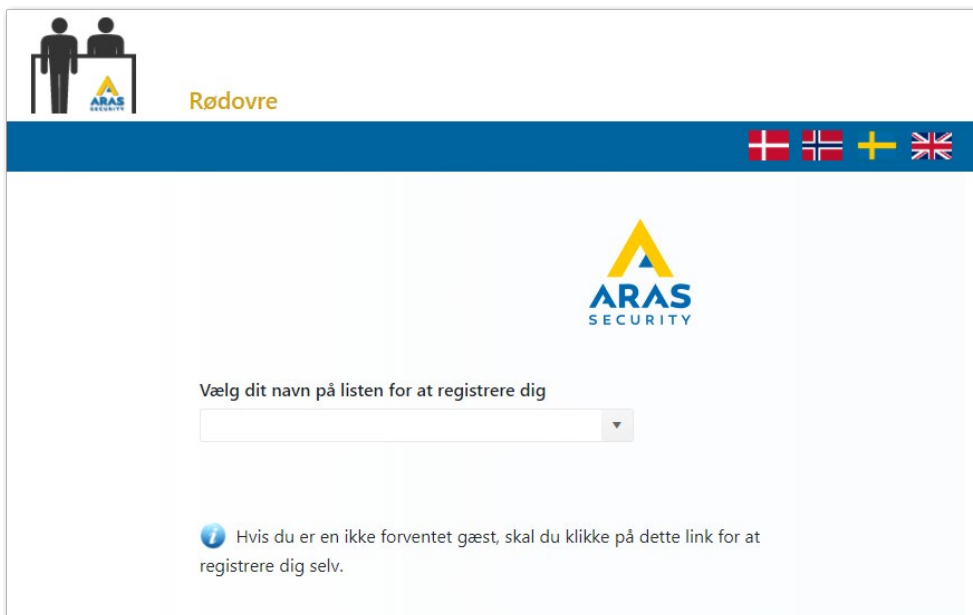 ARAS
SECURITY
Rødovre
ARAS
SECURITY
Vælg dit navn på listen for at registrere dig
Hvis du er en ikke forventet gæst, skal du klikke på dette link for at
registrere dig selv.